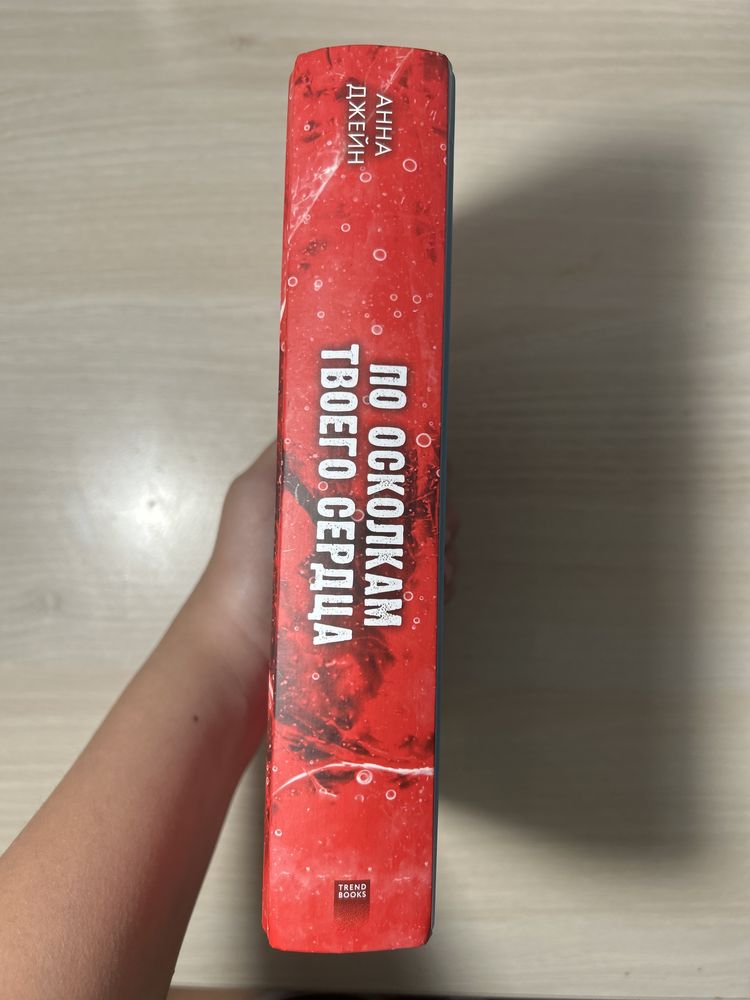 АННА
ДЖЕЙН
ПО ОСКОЛКАМ
ТВОЕГО СЕРДЦА
TREND
BOOKS